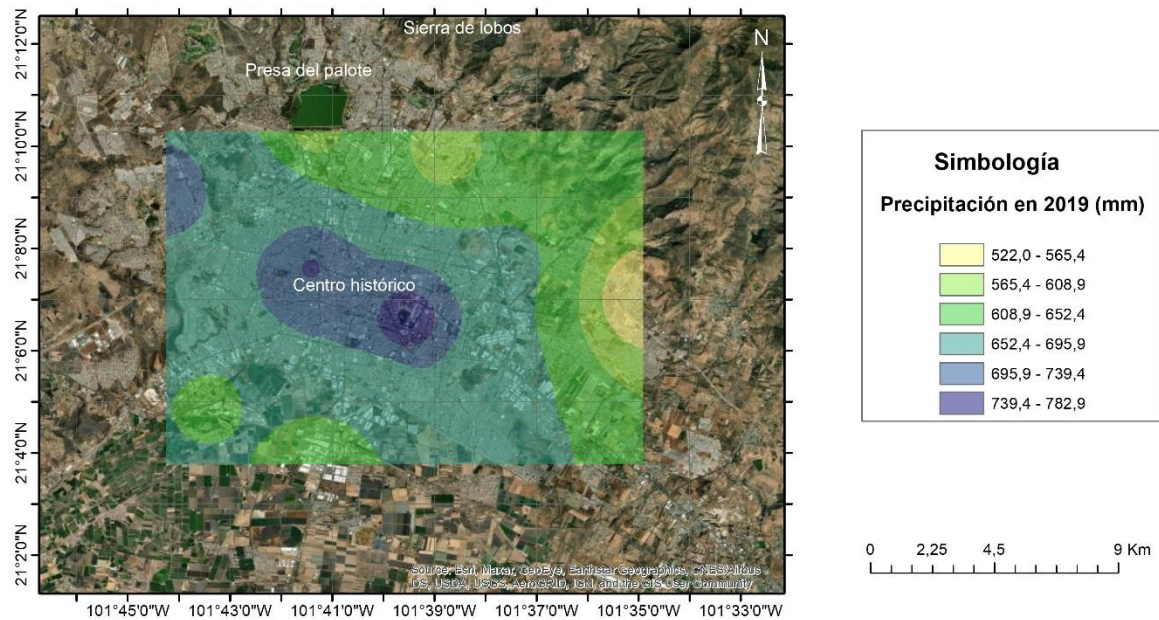 Sierra de lobos
Presa del palote
Centro histórico
N
21°12'0"N
21°10'0"N
21°8'0"N
21°6'0"N
21°4'0"N
21°2'0"N
Source: Esri, Maxar, GeoEye, Earthstar Geographics, CNES/Airbus
DS, USDA, USGS, AeroGRID, IGN, and the GIS User Community
101°45'0"W 101°43'0"W 101°41'0"W 101°39'0"W 101°37'0"W 101°35'0"W 101°33'0"W
Simbología
Precipitación en 2019 (mm)
522,0 - 565,4
565,4 - 608,9
608,9 - 652,4
652,4 - 695,9
695,9 - 739,4
739,4 - 782,9
0 2,25 4,5 9 Km